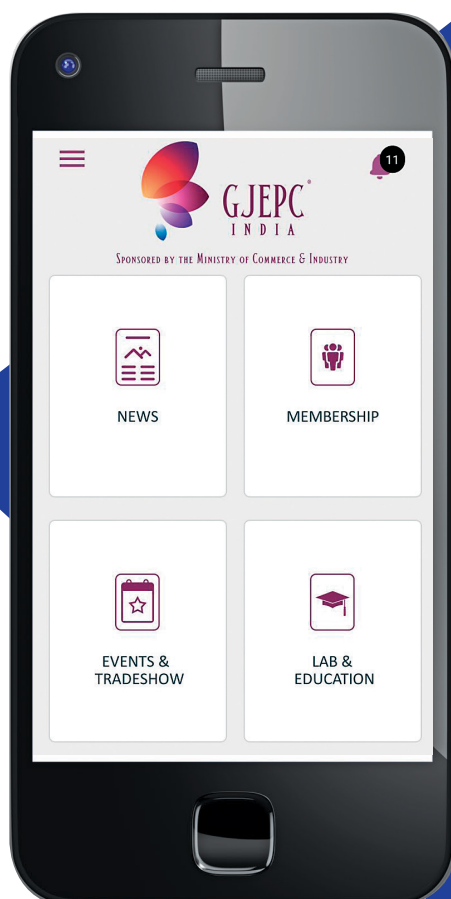 11
GJEPC®
INDIA
SPONSORED BY THE MINISTRY OF COMMERCE & INDUSTRY
NEWS
MEMBERSHIP
EVENTS &
TRADESHOW
LAB &
EDUCATION